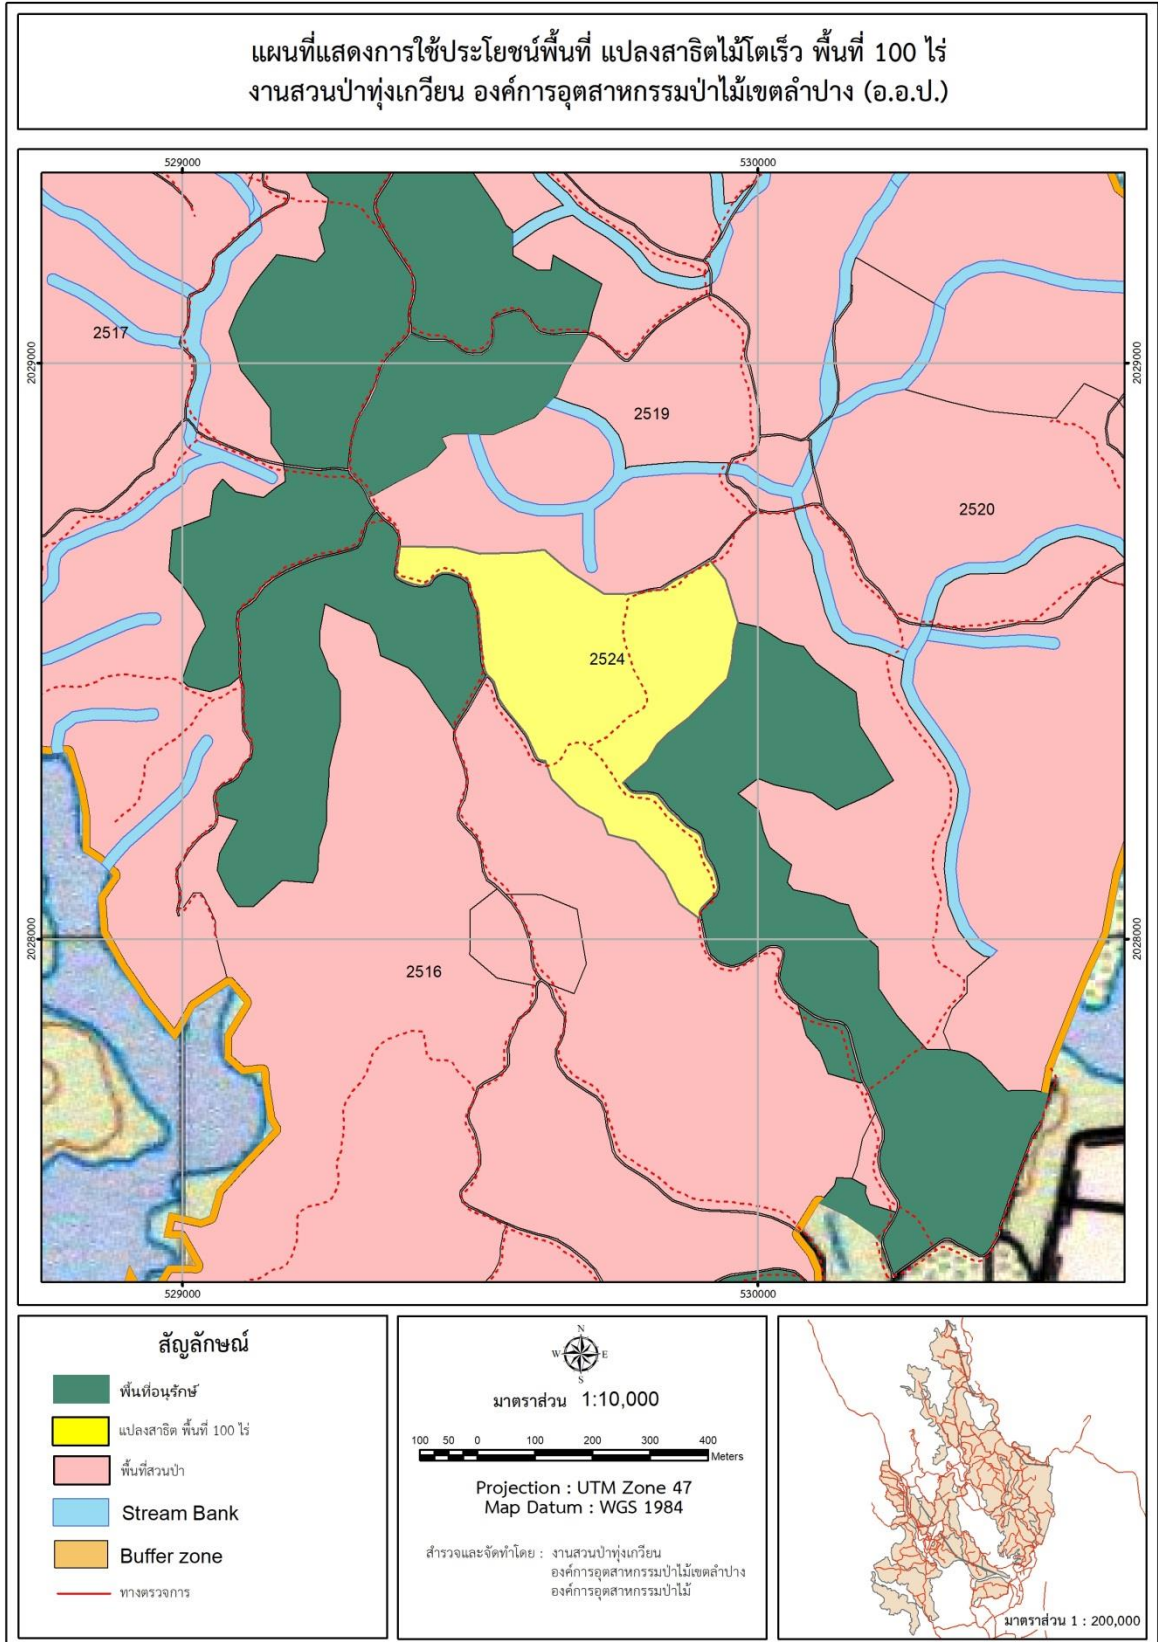 แผนที่แสดงการใช้ประโยชน์พื้นที่ แปลงสาธิตไม้โตเร็ว พื้นที่ 100 ไร่
งานสวนป่าทุ่งเกวียน องค์การอุตสาหกรรมป่าไม้เขตลำปาง (อ.อ.ป.)
529000
530000
2517
2029000
2029000
2519
2520
2524
2028000
2028000
2516
529000
530000
สัญลักษณ์
พื้นที่อนุรักษ์
แปลงสาธิต พื้นที่ 100 ไร่
พื้นที่สวนป่า
Stream Bank
Buffer zone
ทางตรวจการ
N
W
E
S
มาตราส่วน 1:10,000
100 50 0 100 200 300 400
Meters
Projection : UTM Zone 47
Map Datum : WGS 1984
สำรวจและจัดทำโดย : งานสวนป่าทุ่งเกวียน
องค์การอุตสาหกรรมป่าไม้เขตลำปาง
องค์การอุตสาหกรรมป่าไม้
มาตราส่วน 1 : 200,000